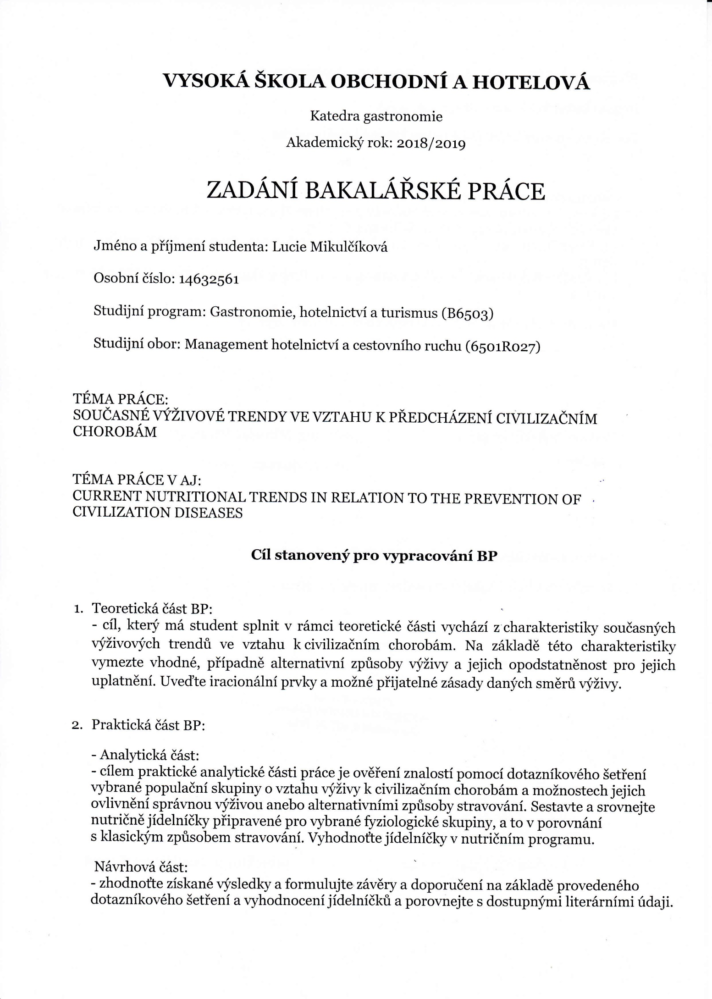 VYSOKÁ ŠKOLA OBCHODNÍ A HOTELOVÁ
Katedra gastronomie
Akademický rok: 2018/2019
ZADÁNÍ BAKALÁŘSKÉ PRÁCE
Jméno a příjmení studenta: Lucie Mikulčíková
Osobní číslo: 14632561
Studijní program: Gastronomie, hotelnictví a turismus (B6503)
Studijní obor: Management hotelnictví a cestovního ruchu (6501R027)
TÉMA PRÁCE:
SOUČASNÉ VÝŽIVOVÉ TRENDY VE VZTAHU K PŘEDCHÁZENÍ CIVILIZAČNÍM
CHOROBÁM
TÉMA PRÁCE V AJ:
CURRENT NUTRITIONAL TRENDS IN RELATION TO THE PREVENTION OF
CIVILIZATION DISEASES
Cíl stanovený pro vypracování BP
1. Teoretická část BP:
- cíl, který má student splnit v rámci teoretické části vychází z charakteristiky současných
výživových trendů ve vztahu k civilizačním chorobám. Na základě této charakteristiky
vymezte vhodné, případně alternativní způsoby výživy a jejich opodstatněnost pro jejich
uplatnění. Uveďte iracionální prvky a možné přijatelné zásady daných směrů výživy.
2. Praktická část BP:
- Analytická část:
- cílem praktické analytické části práce je ověření znalostí pomocí dotazníkového šetření
vybrané populační skupiny o vztahu výživy k civilizačním chorobám a možnostech jejich
ovlivnění správnou výživou anebo alternativními způsoby stravování. Sestavte a srovnejte
nutričně jídelníčky připravené pro vybrané fyziologické skupiny, a to v porovnání
s klasickým způsobem stravování. Vyhodnoťte jídelníčky v nutričním programu.
Návrhová část:
- zhodnoťte získané výsledky a formulujte závěry a doporučení na základě provedeného
dotazníkového šetření a vyhodnocení jídelníčků a porovnejte s dostupnými literárními údaji.